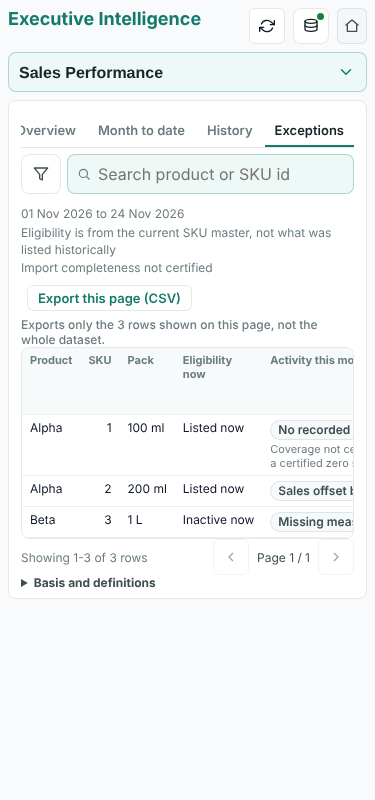 Executive Intelligence
Sales Performance
Overview Month to date History Exceptions
Search product or SKU id
01 Nov 2026 to 24 Nov 2026
Eligibility is from the current SKU master, not what was
listed historically
Import completeness not certified
Export this page (CSV)
Exports only the 3 rows shown on this page, not the
whole dataset.
Product SKU Pack Eligibility now Activity this mo
Alpha 1 100 ml Listed now No recorded
Coverage not ce
a certified zero
Alpha 2 200 ml Listed now Sales offset b
Beta 3 1 L Inactive now Missing meas
Showing 1-3 of 3 rows Page 1 / 1
Basis and definitions